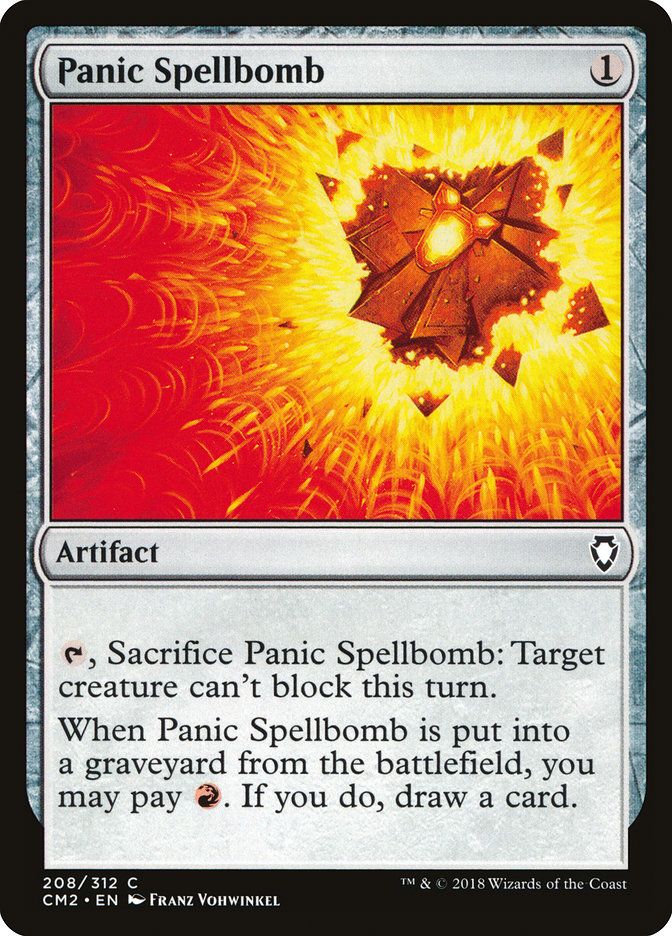 Panic Spellbomb 1
Artifact
, Sacrifice Panic Spellbomb: Target
creature can't block this turn.
When Panic Spellbomb is put into
a graveyard from the battlefield, you
may pay . If you do, draw a card.
208/312 C ™ & © 2018 Wizards of the Coast
CM2 • EN Franz Vohwinkel